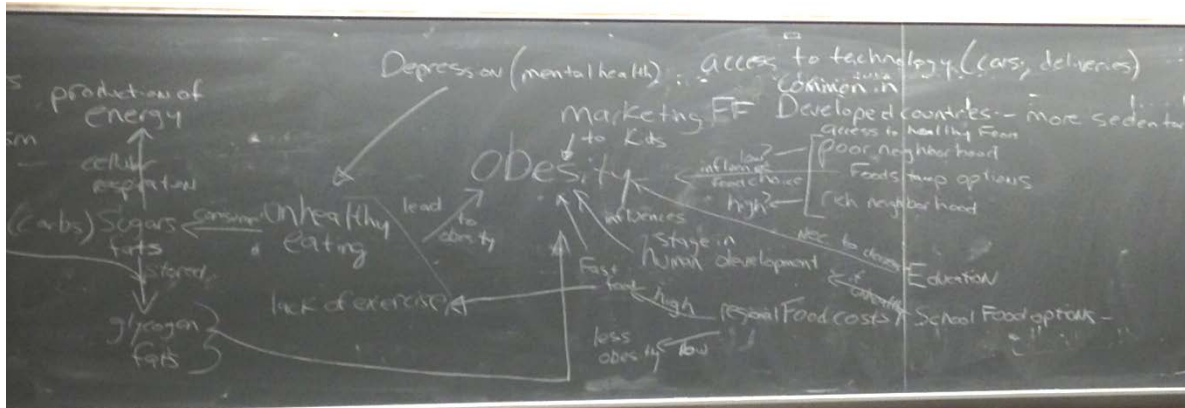 Depression (mental health)
access to technology (cars, deliveries)
common in
Developed countries - more sedentar
production of
energy
marketing FF
to Kids
access to healthy Food
Poor neighborhood
low?
Obesity
influences
food choice
Foodstamp options
high?
rich neighborhood
cellular
respiration
(Carbs) Sugars
fats
consume
Unhealthy
eating
lead
to
obesity
influences
stage in
human development
Education
stored
Fast
food
high
lack of exercise
regional Food costs
School Food options -
glycogen
fats
less
obesity
low